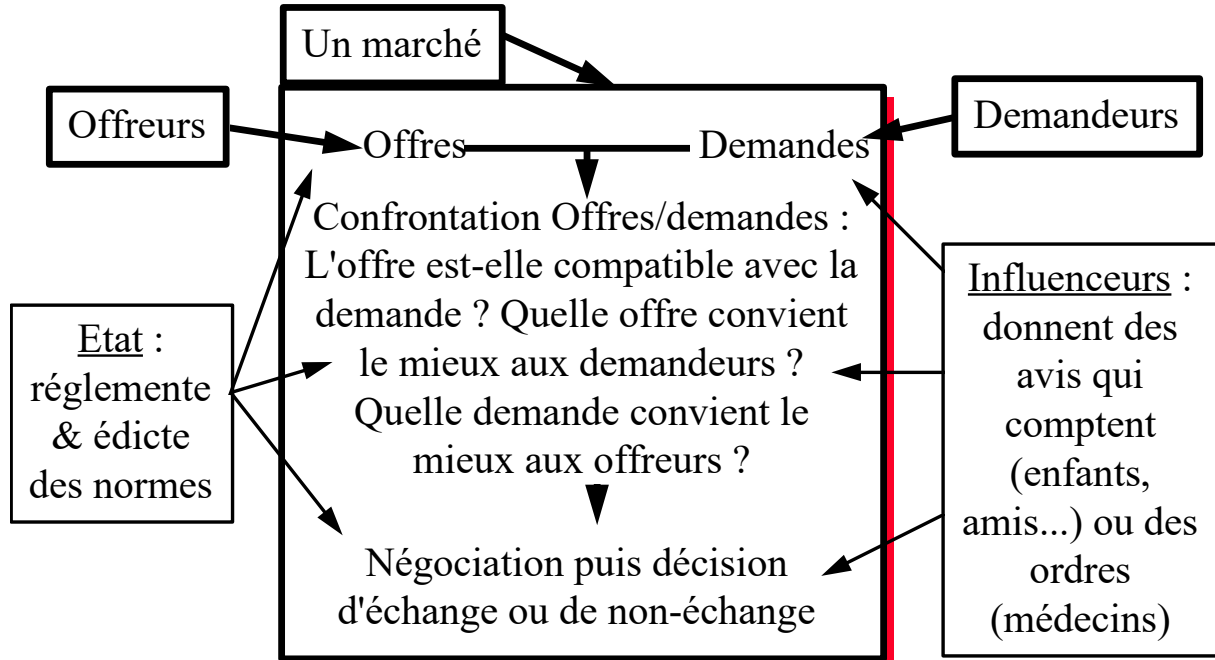 Un marché
Offreurs
Demandeurs
Offres
Demandes
Confrontation Offres/demandes :
L'offre est-elle compatible avec la
demande ? Quelle offre convient
le mieux aux demandeurs ?
Quelle demande convient le
mieux aux offreurs ?
Négociation puis décision
d'échange ou de non-échange
Etat :
réglemente
& édicte
des normes
Influenceurs :
donnent des
avis qui
comptent
(enfants,
amis...) ou des
ordres
(médecins)